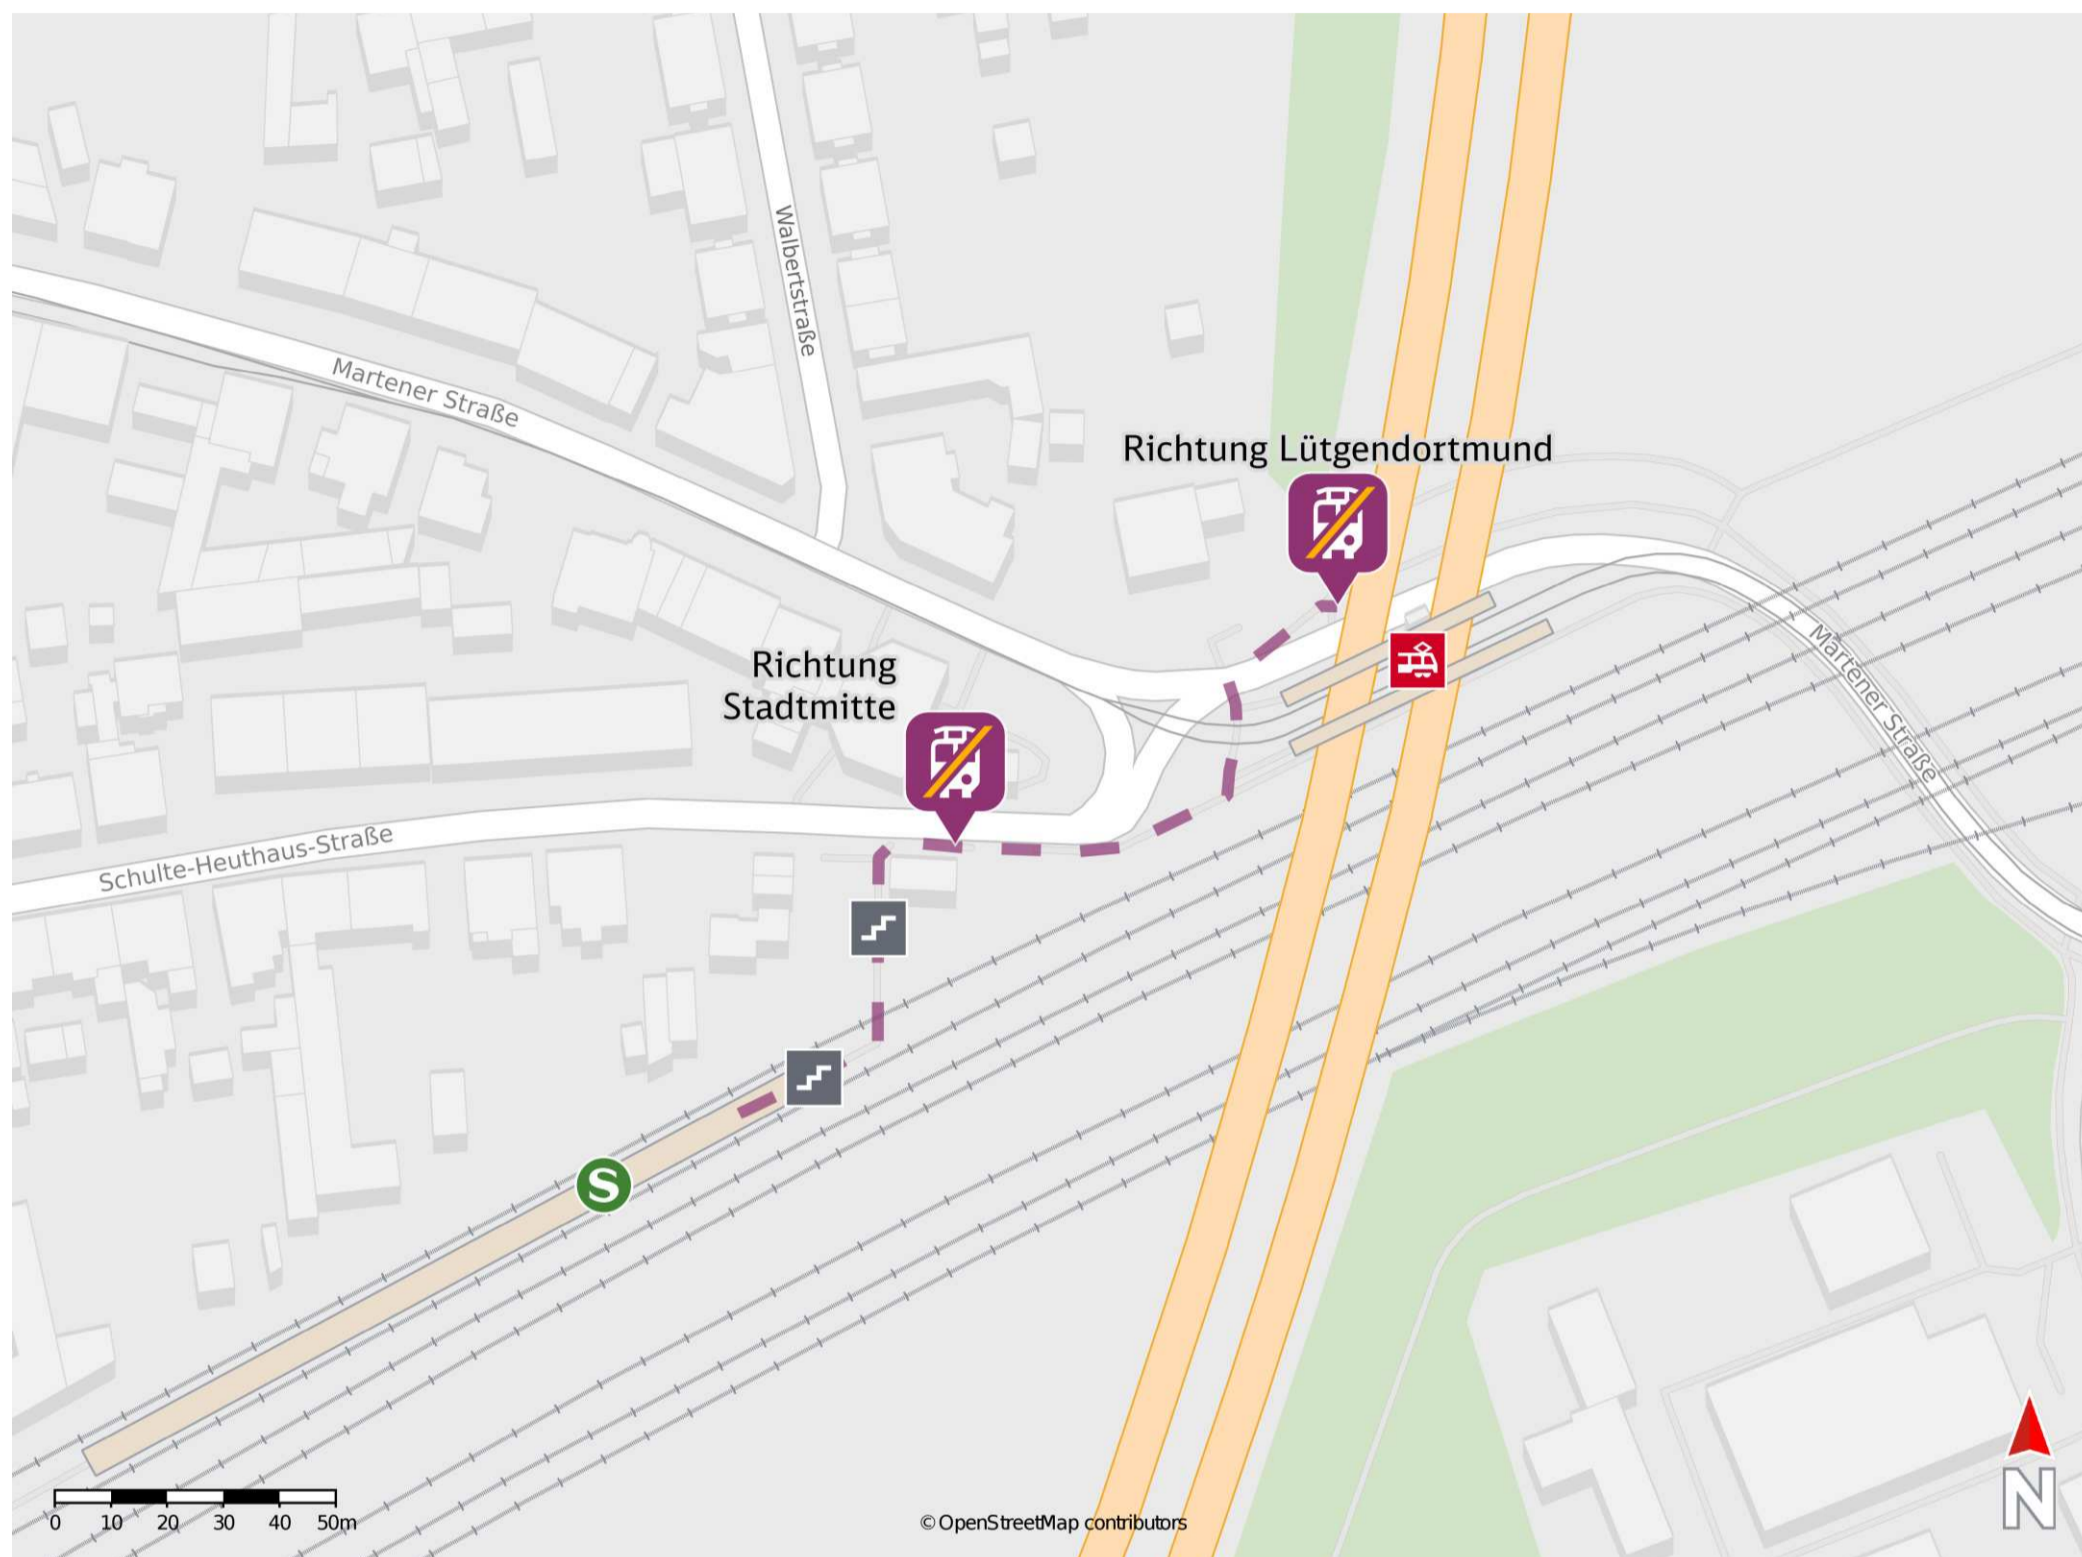 Walbertstraße
Martener Straße
Richtung Lütgendortmund
Richtung
Stadtmitte
Martener Straße
Schulte-Heuthaus-Straße
S
0 10 20 30 40 50m
© OpenStreetMap contributors
N